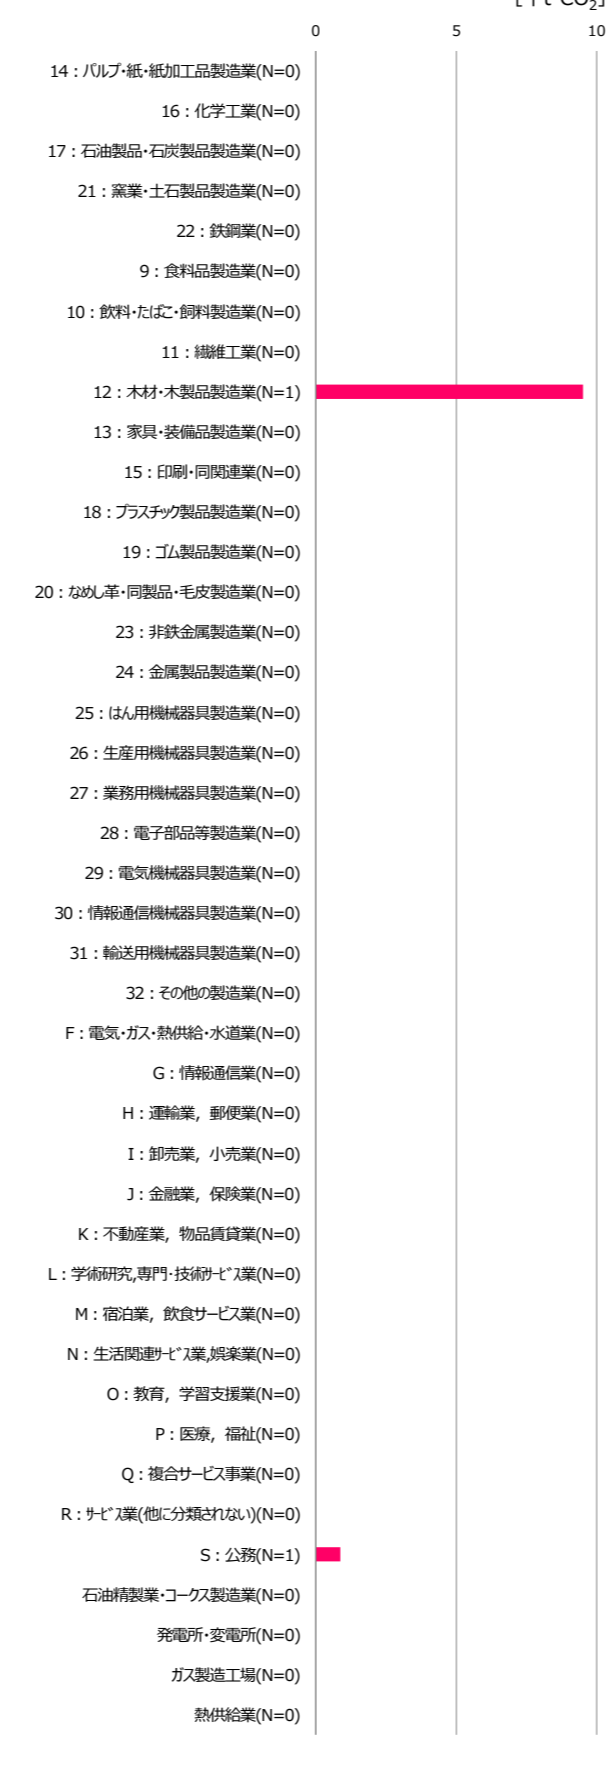 [千t-CO2]
0 5 10
14：パルプ・紙・紙加工品製造業(N=0)
16：化学工業(N=0)
17：石油製品・石炭製品製造業(N=0)
21：窯業・土石製品製造業(N=0)
22：鉄鋼業(N=0)
9：食料品製造業(N=0)
10：飲料・たばこ・飼料製造業(N=0)
11：繊維工業(N=0)
12：木材・木製品製造業(N=1)
13：家具・装備品製造業(N=0)
15：印刷・同関連業(N=0)
18：プラスチック製品製造業(N=0)
19：ゴム製品製造業(N=0)
20：なめし革・同製品・毛皮製造業(N=0)
23：非鉄金属製造業(N=0)
24：金属製品製造業(N=0)
25：はん用機械器具製造業(N=0)
26：生産用機械器具製造業(N=0)
27：業務用機械器具製造業(N=0)
28：電子部品等製造業(N=0)
29：電気機械器具製造業(N=0)
30：情報通信機械器具製造業(N=0)
31：輸送用機械器具製造業(N=0)
32：その他の製造業(N=0)
F：電気・ガス・熱供給・水道業(N=0)
G：情報通信業(N=0)
H：運輸業，郵便業(N=0)
I：卸売業，小売業(N=0)
J：金融業，保険業(N=0)
K：不動産業，物品賃貸業(N=0)
L：学術研究,専門・技術ｻｰﾋﾞｽ業(N=0)
M：宿泊業，飲食サービス業(N=0)
N：生活関連ｻｰﾋﾞｽ業,娯楽業(N=0)
O：教育，学習支援業(N=0)
P：医療，福祉(N=0)
Q：複合サービス事業(N=0)
R：ｻｰﾋﾞｽ業(他に分類されない)(N=0)
S：公務(N=1)
石油精製業・コークス製造業(N=0)
発電所・変電所(N=0)
ガス製造工場(N=0)
熱供給業(N=0)